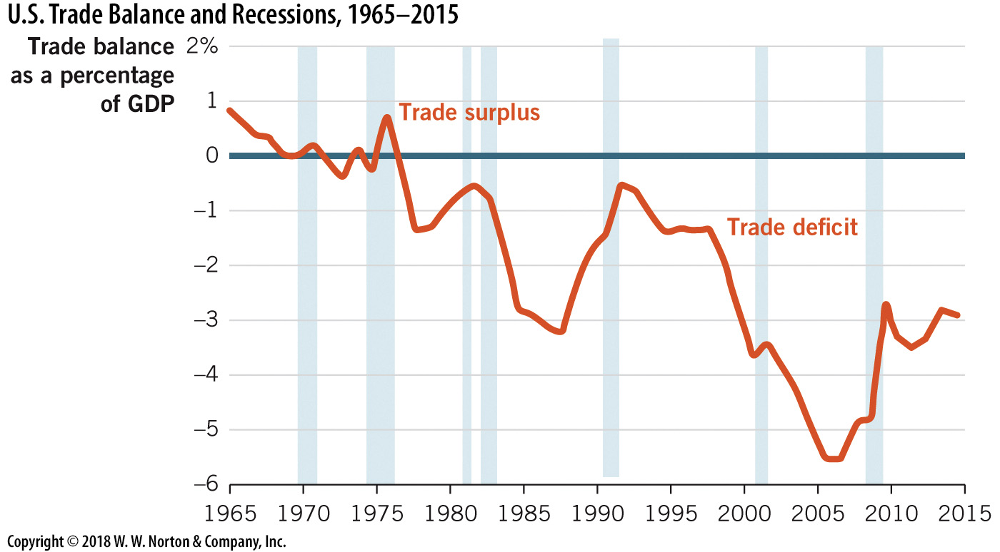 U.S. Trade Balance and Recessions, 1965–2015
Trade balance
as a percentage
of GDP
2%
1
0
–1
–2
–3
–4
–5
–6
Trade surplus
Trade deficit
1965 1970 1975 1980 1985 1990 1995 2000 2005 2010 2015
Copyright © 2018 W. W. Norton & Company, Inc.